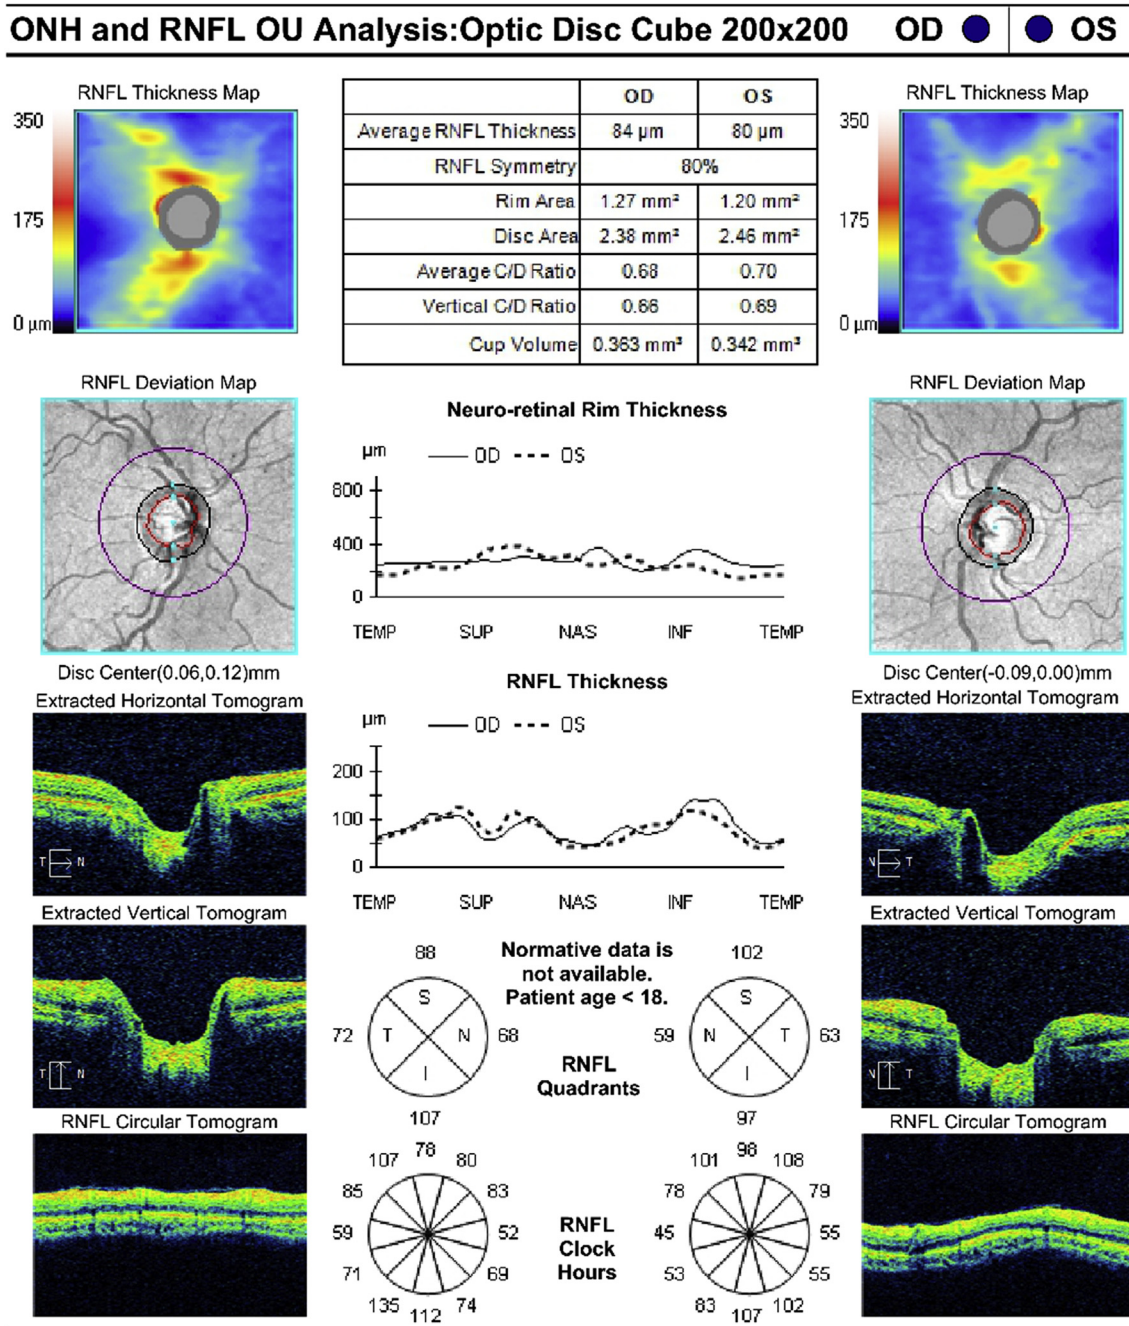 ONH and RNFL OU Analysis:Optic Disc Cube 200x200 OD OS
RNFL Thickness Map
350
175
0 µm
OD OS
Average RNFL Thickness 84 µm 80 µm
RNFL Symmetry 80%
Rim Area 1.27 mm² 1.20 mm²
Disc Area 2.38 mm² 2.46 mm²
Average C/D Ratio 0.68 0.70
Vertical C/D Ratio 0.66 0.69
Cup Volume 0.363 mm³ 0.342 mm³
RNFL Thickness Map
350
175
0 µm
RNFL Deviation Map
Disc Center(0.06,0.12)mm
Neuro-retinal Rim Thickness
µm OD OS
800
400
0
TEMP SUP NAS INF TEMP
RNFL Deviation Map
Disc Center(-0.09,0.00)mm
Extracted Horizontal Tomogram
T N
RNFL Thickness
µm OD OS
200
100
0
TEMP SUP NAS INF TEMP
Extracted Horizontal Tomogram
N T
Extracted Vertical Tomogram
T N
88
S
72 T N 68
I
107
Normative data is
not available.
Patient age < 18.
RNFL
Quadrants
102
S
59 N T 63
I
97
Extracted Vertical Tomogram
N T
RNFL Circular Tomogram
78
107 80
85 83
59 52
71 69
135 74
112
RNFL
Clock
Hours
98
101 108
78 79
45 55
53 55
83 102
107
RNFL Circular Tomogram